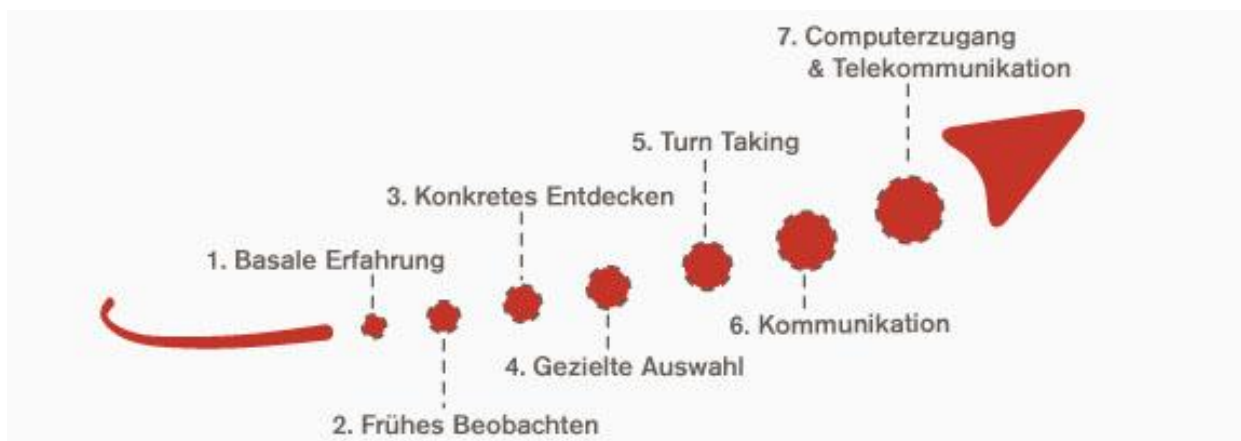 1. Basale Erfahrung
2. Frühes Beobachten
3. Konkretes Entdecken
4. Gezielte Auswahl
5. Turn Taking
6. Kommunikation
7. Computerzugang
& Telekommunikation